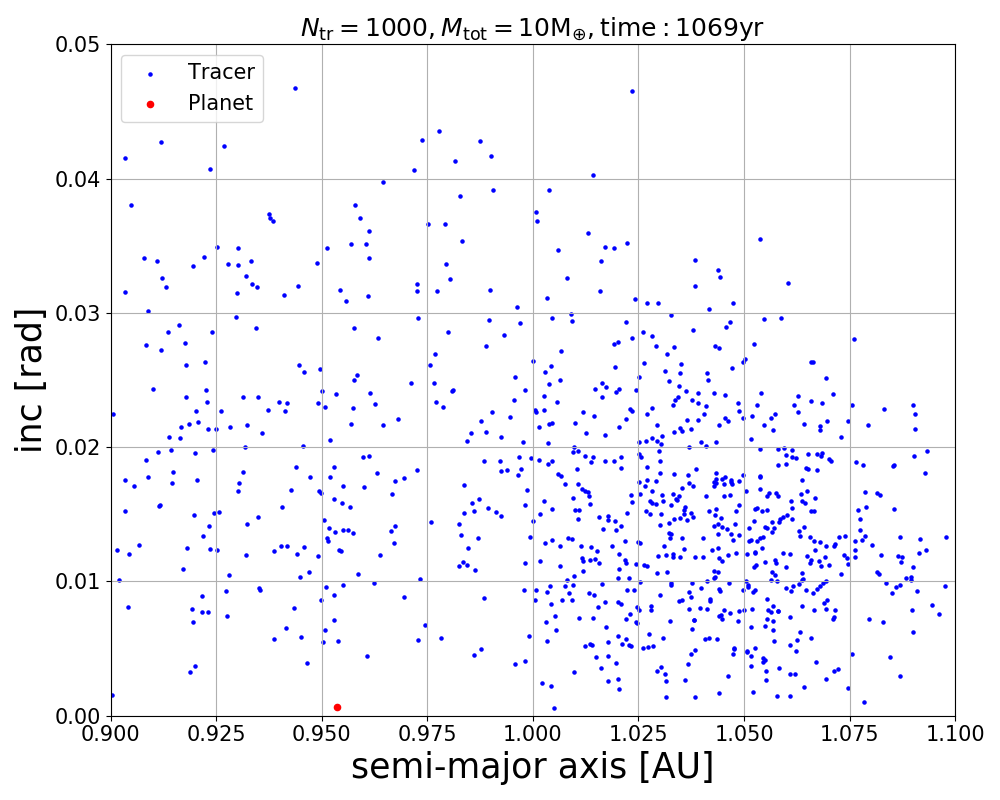 N_tr = 1000, M_tot = 10M_⊕, time : 1069yr
Tracer
Planet
0.05
0.04
0.03
0.02
0.01
0.00
inc [rad]
0.900 0.925 0.950 0.975 1.000 1.025 1.050 1.075 1.100
semi-major axis [AU]